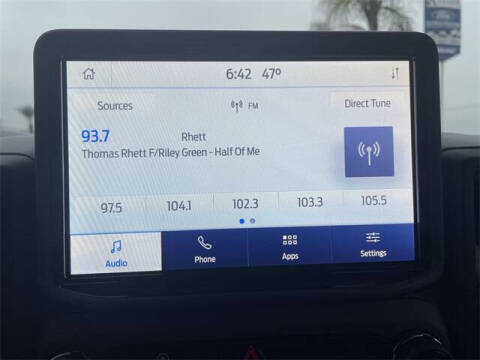 6:42 47°
Sources FM Direct Tune
93.7 Rhett
Thomas Rhett F/Riley Green - Half Of Me
97.5 104.1 102.3 103.3 105.5
Audio Phone Apps Settings